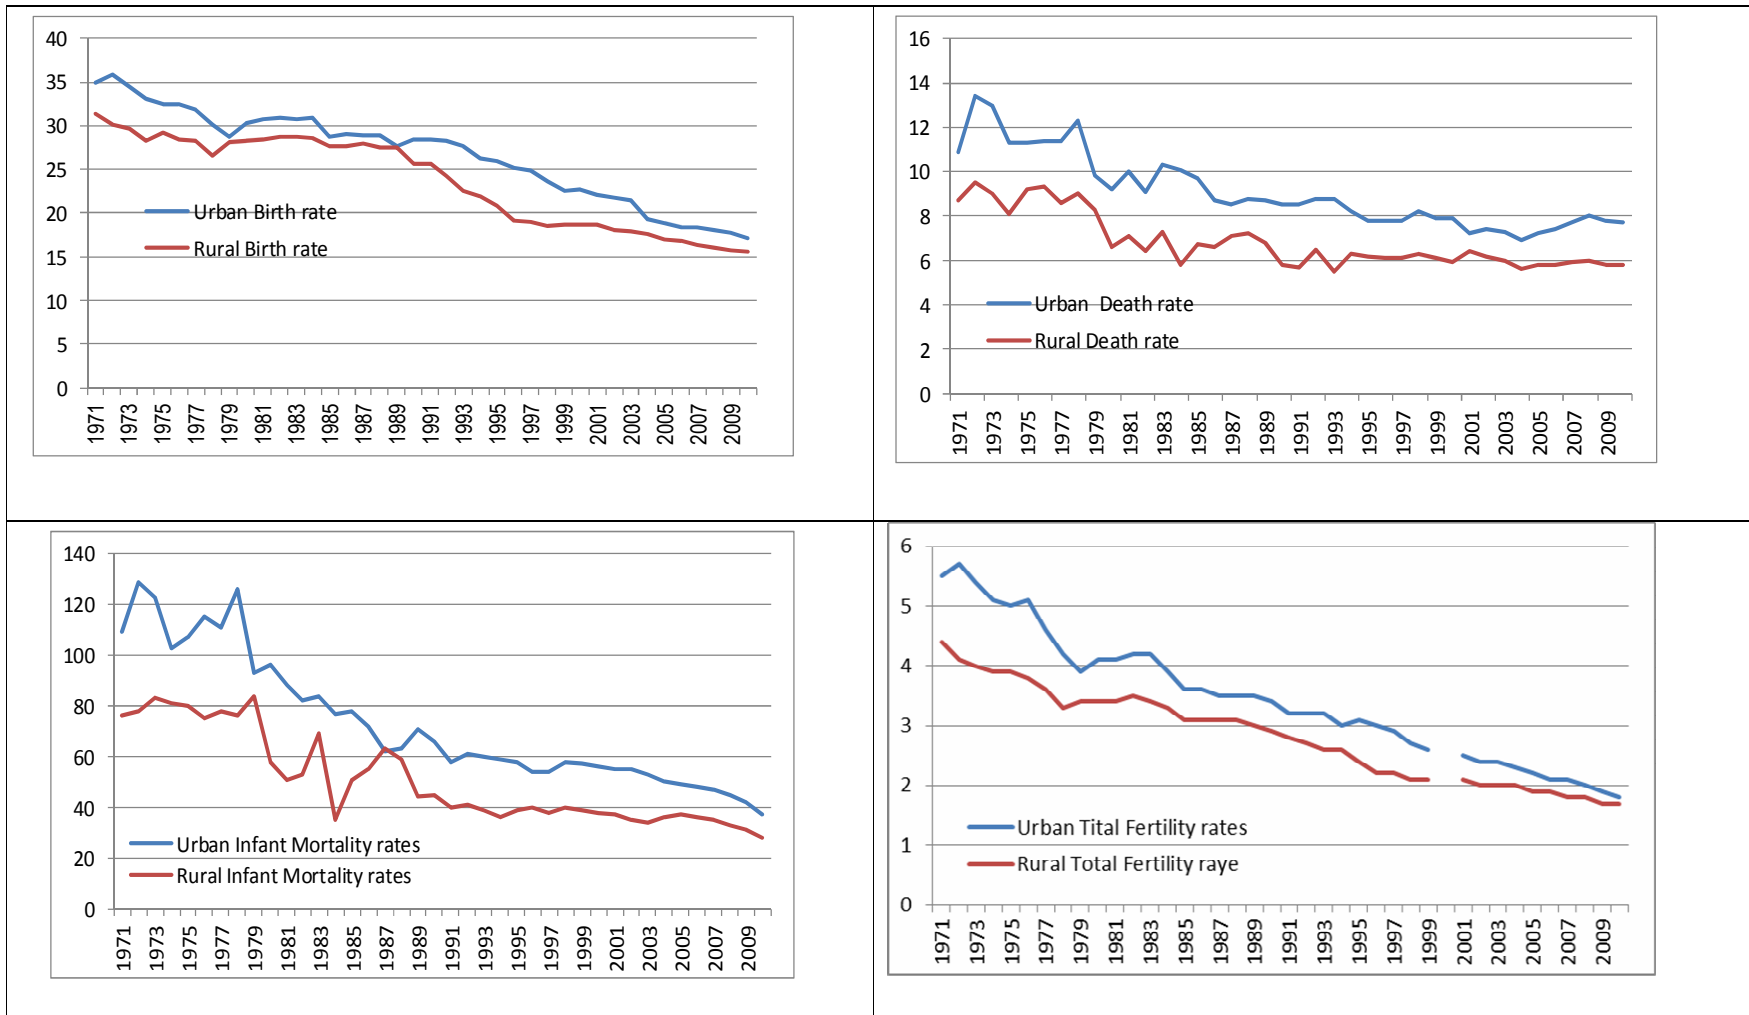 40
35
30
25
20
15
10
5
0
Urban Birth rate
Rural Birth rate
1971 1973 1975 1977 1979 1981 1983 1985 1987 1989 1991 1993 1995 1997 1999 2001 2003 2005 2007 2009
16
14
12
10
8
6
4
2
0
Urban Death rate
Rural Death rate
1971 1973 1975 1977 1979 1981 1983 1985 1987 1989 1991 1993 1995 1997 1999 2001 2003 2005 2007 2009
140
120
100
80
60
40
20
0
Urban Infant Mortality rates
Rural Infant Mortality rates
1971 1973 1975 1977 1979 1981 1983 1985 1987 1989 1991 1993 1995 1997 1999 2001 2003 2005 2007 2009
6
5
4
3
2
1
0
Urban Tital Fertility rates
Rural Total Fertility raye
1971 1973 1975 1977 1979 1981 1983 1985 1987 1989 1991 1993 1995 1997 1999 2001 2003 2005 2007 2009